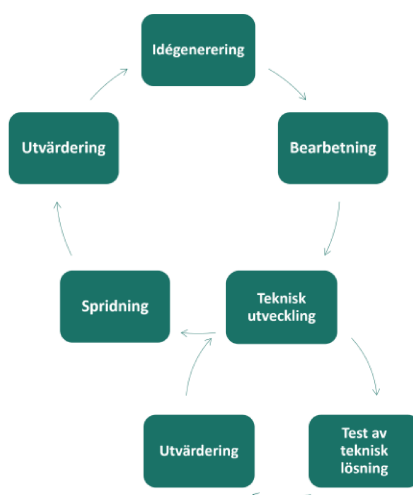 Idégenerering
Utvärdering
Bearbetning
Spridning
Teknisk
utveckling
Utvärdering
Test av
teknisk
lösning